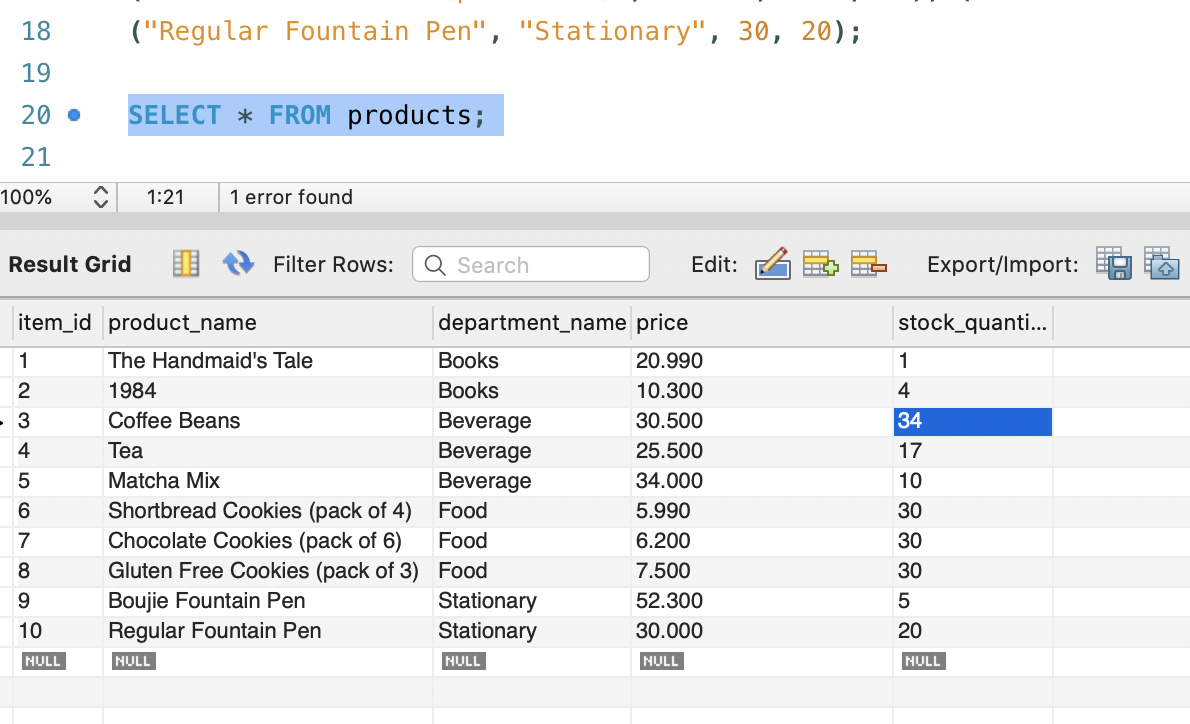 18 ("Regular Fountain Pen", "Stationary", 30, 20);
19
20 SELECT * FROM products;
21
100% 1:21 1 error found
Result Grid Filter Rows: Search Edit: Export/Import:
item_id product_name department_name price stock_quanti...
1 The Handmaid's Tale Books 20.990 1
2 1984 Books 10.300 4
3 Coffee Beans Beverage 30.500 34
4 Tea Beverage 25.500 17
5 Matcha Mix Beverage 34.000 10
6 Shortbread Cookies (pack of 4) Food 5.990 30
7 Chocolate Cookies (pack of 6) Food 6.200 30
8 Gluten Free Cookies (pack of 3) Food 7.500 30
9 Boujie Fountain Pen Stationary 52.300 5
10 Regular Fountain Pen Stationary 30.000 20
NULL NULL NULL NULL NULL